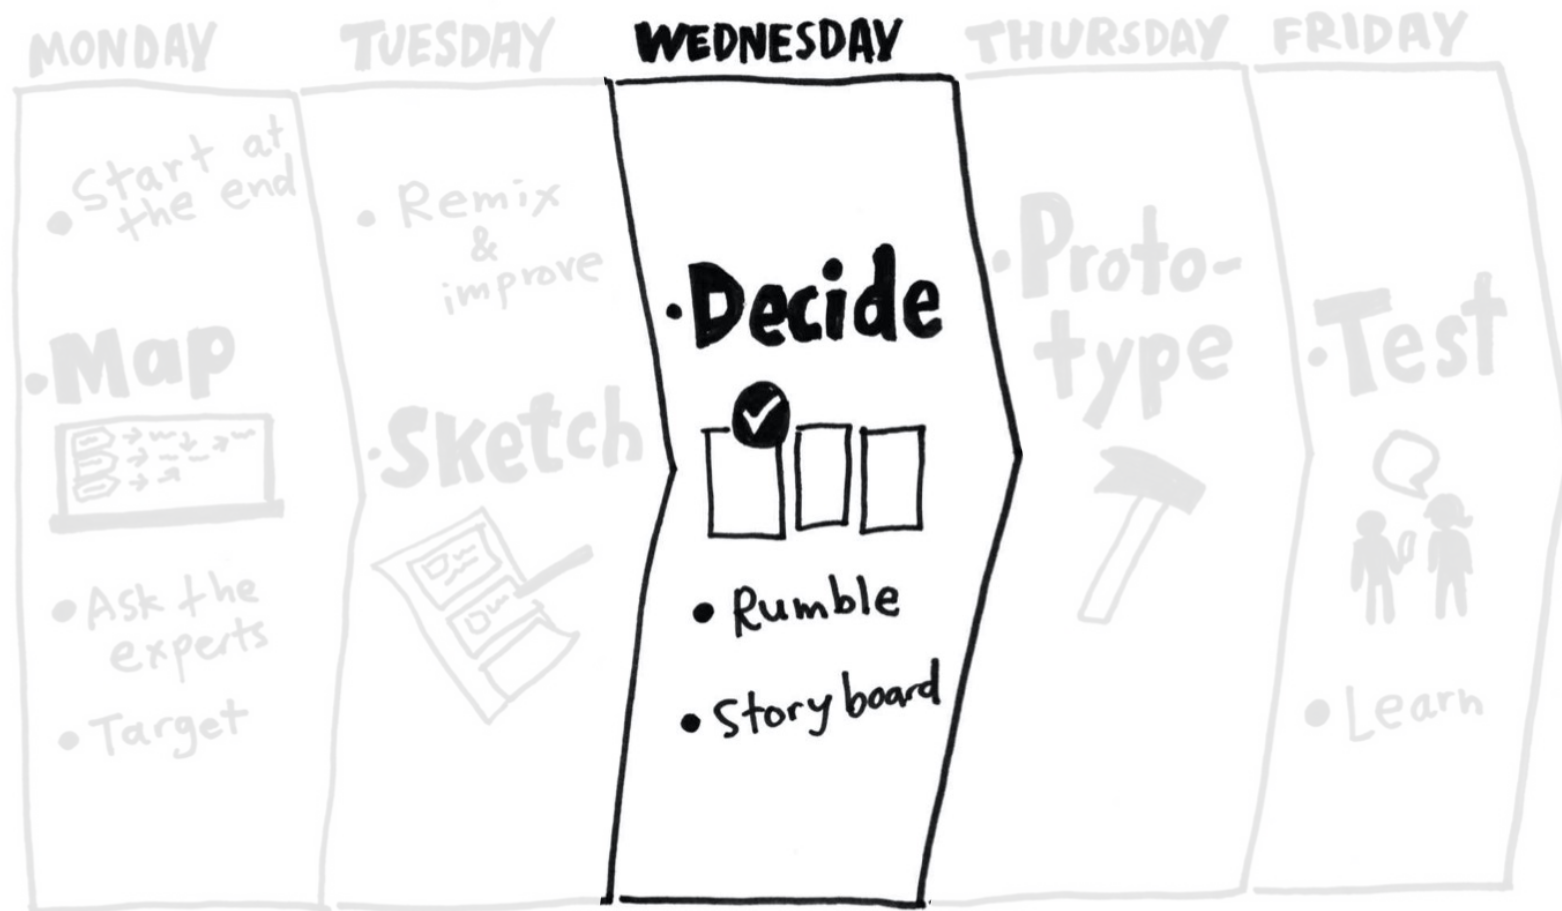 MONDAY
• Start at
the end
• Map
• Ask the
experts
• Target
TUESDAY
• Remix
&
improve
• Sketch
WEDNESDAY
• Decide
• Rumble
• Storyboard
THURSDAY
• Proto-
type
FRIDAY
• Test
• Learn